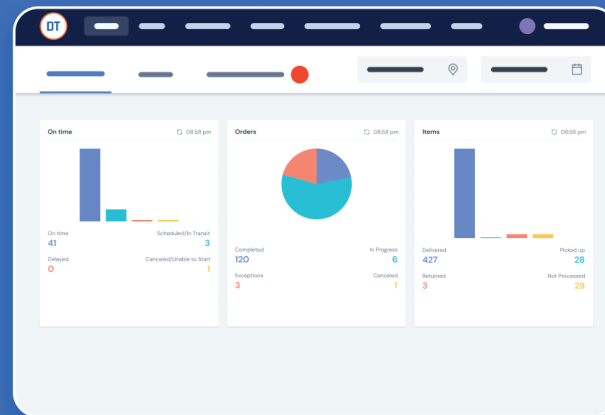 DT
On time
08:58 pm
On time
41
Scheduled/In Transit
3
Delayed
0
Canceled/Unable to Start
1
Orders
08:58 pm
Completed
120
In Progress
6
Exceptions
3
Canceled
1
Items
08:58 pm
Delivered
427
Picked up
28
Returned
3
Not Processed
29